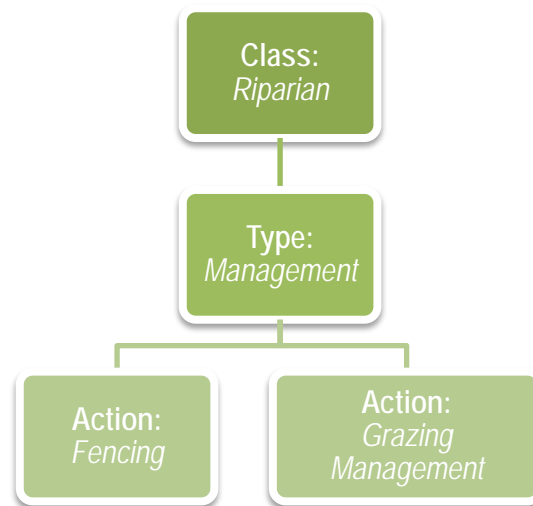 Class:
Riparian
Type:
Management
Action:
Fencing
Action:
Grazing
Management